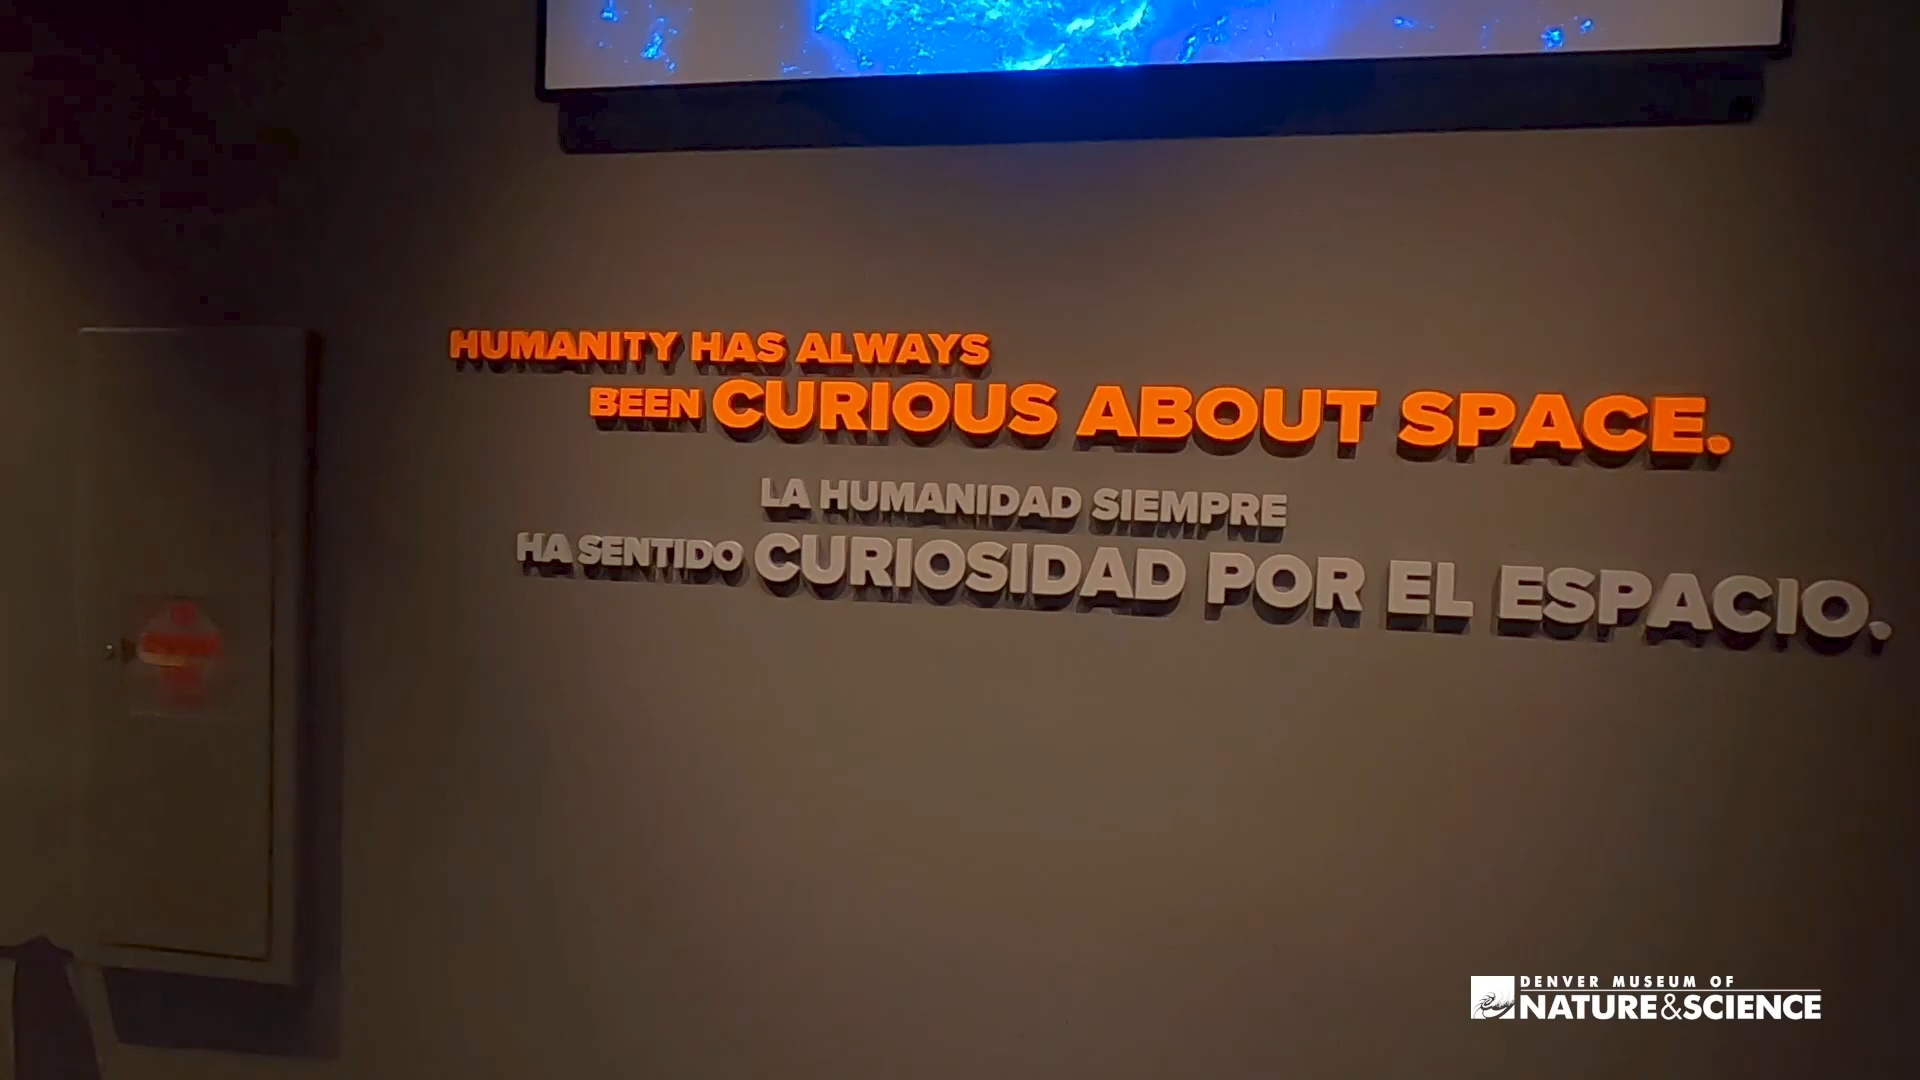 HUMANITY HAS ALWAYS
BEEN CURIOUS ABOUT SPACE.
LA HUMANIDAD SIEMPRE
HA SENTIDO CURIOSIDAD POR EL ESPACIO.
DENVER MUSEUM OF
NATURE&SCIENCE